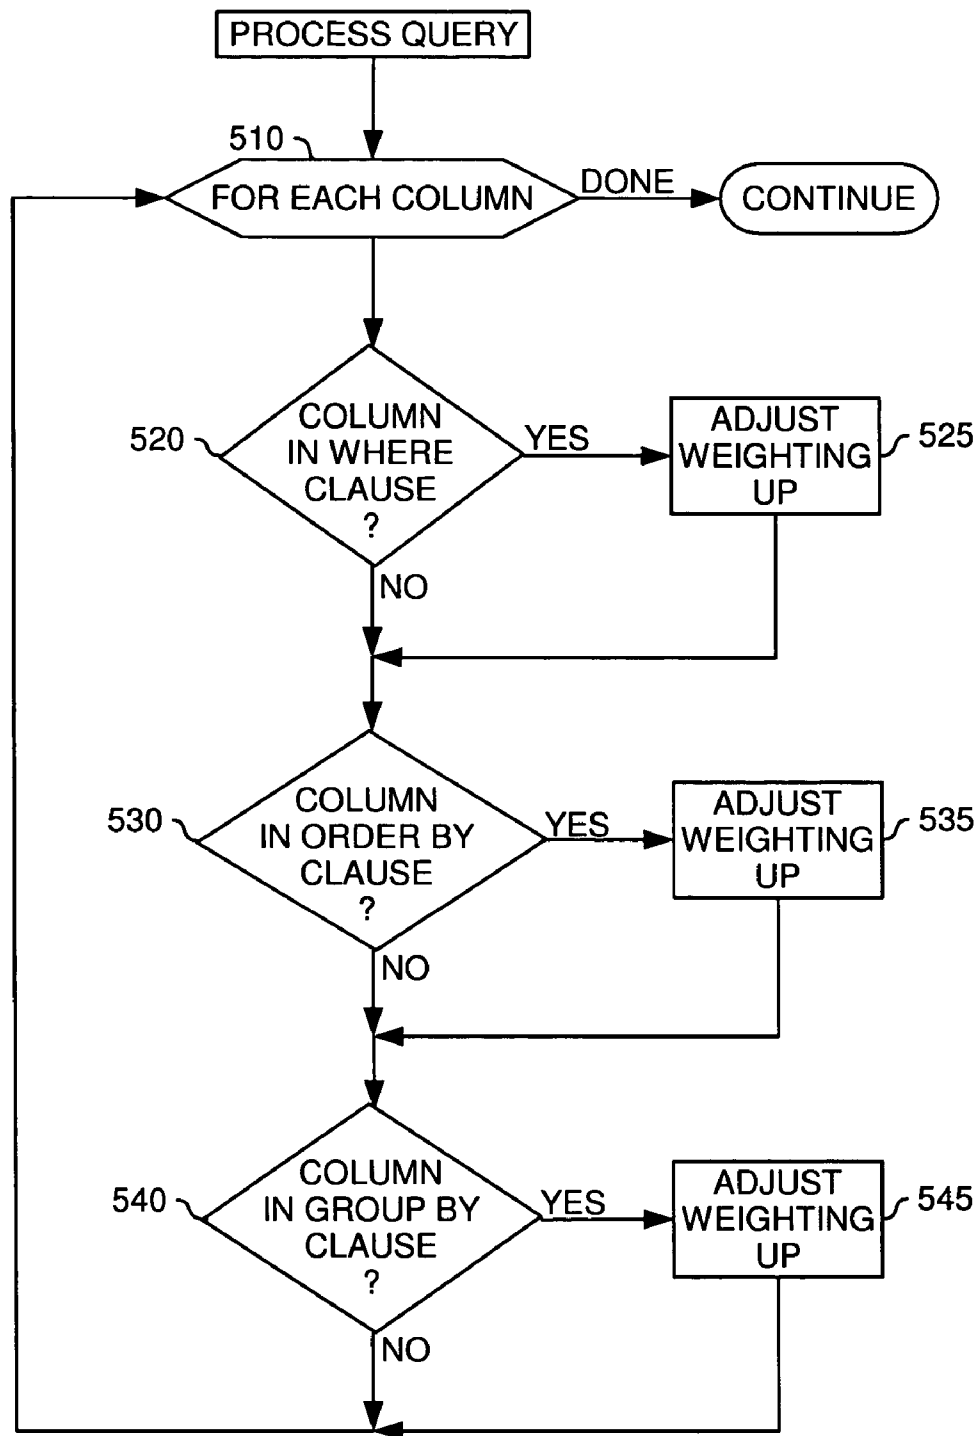 PROCESS QUERY
510
FOR EACH COLUMN
DONE
CONTINUE
520
COLUMN
IN WHERE
CLAUSE
?
YES
ADJUST
WEIGHTING
UP
525
NO
530
COLUMN
IN ORDER BY
CLAUSE
?
YES
ADJUST
WEIGHTING
UP
535
NO
540
COLUMN
IN GROUP BY
CLAUSE
?
YES
ADJUST
WEIGHTING
UP
545
NO